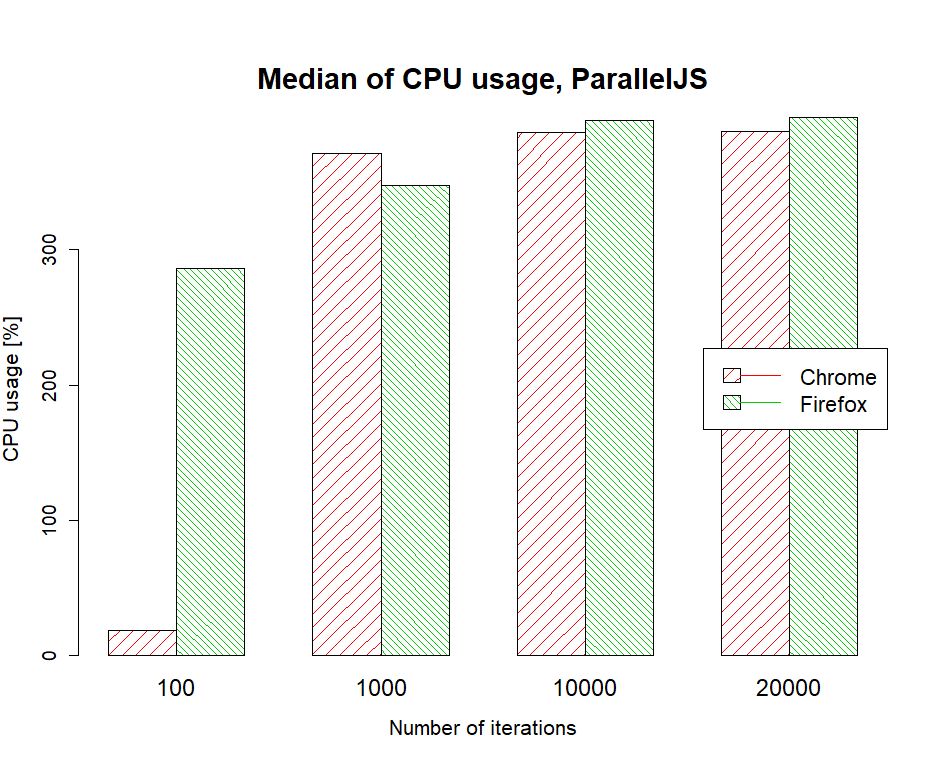 Median of CPU usage, ParallelJS
CPU usage [%]
300
200
100
0
Chrome
Firefox
100 1000 10000 20000
Number of iterations